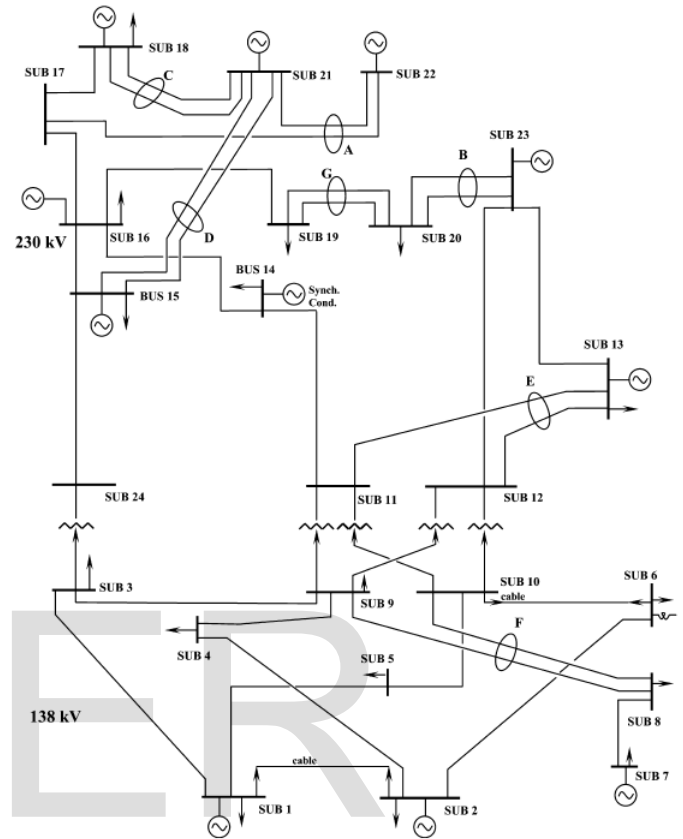 SUB 18
SUB 17
C
SUB 21
SUB 22
A
SUB 23
B
G
SUB 16
D
SUB 19
SUB 20
230 kV
BUS 15
BUS 14
Synch.
Cond.
SUB 13
E
SUB 24
SUB 11
SUB 12
SUB 3
SUB 9
SUB 10
cable
SUB 6
SUB 4
F
SUB 5
SUB 8
138 kV
ER
cable
SUB 7
SUB 1
SUB 2